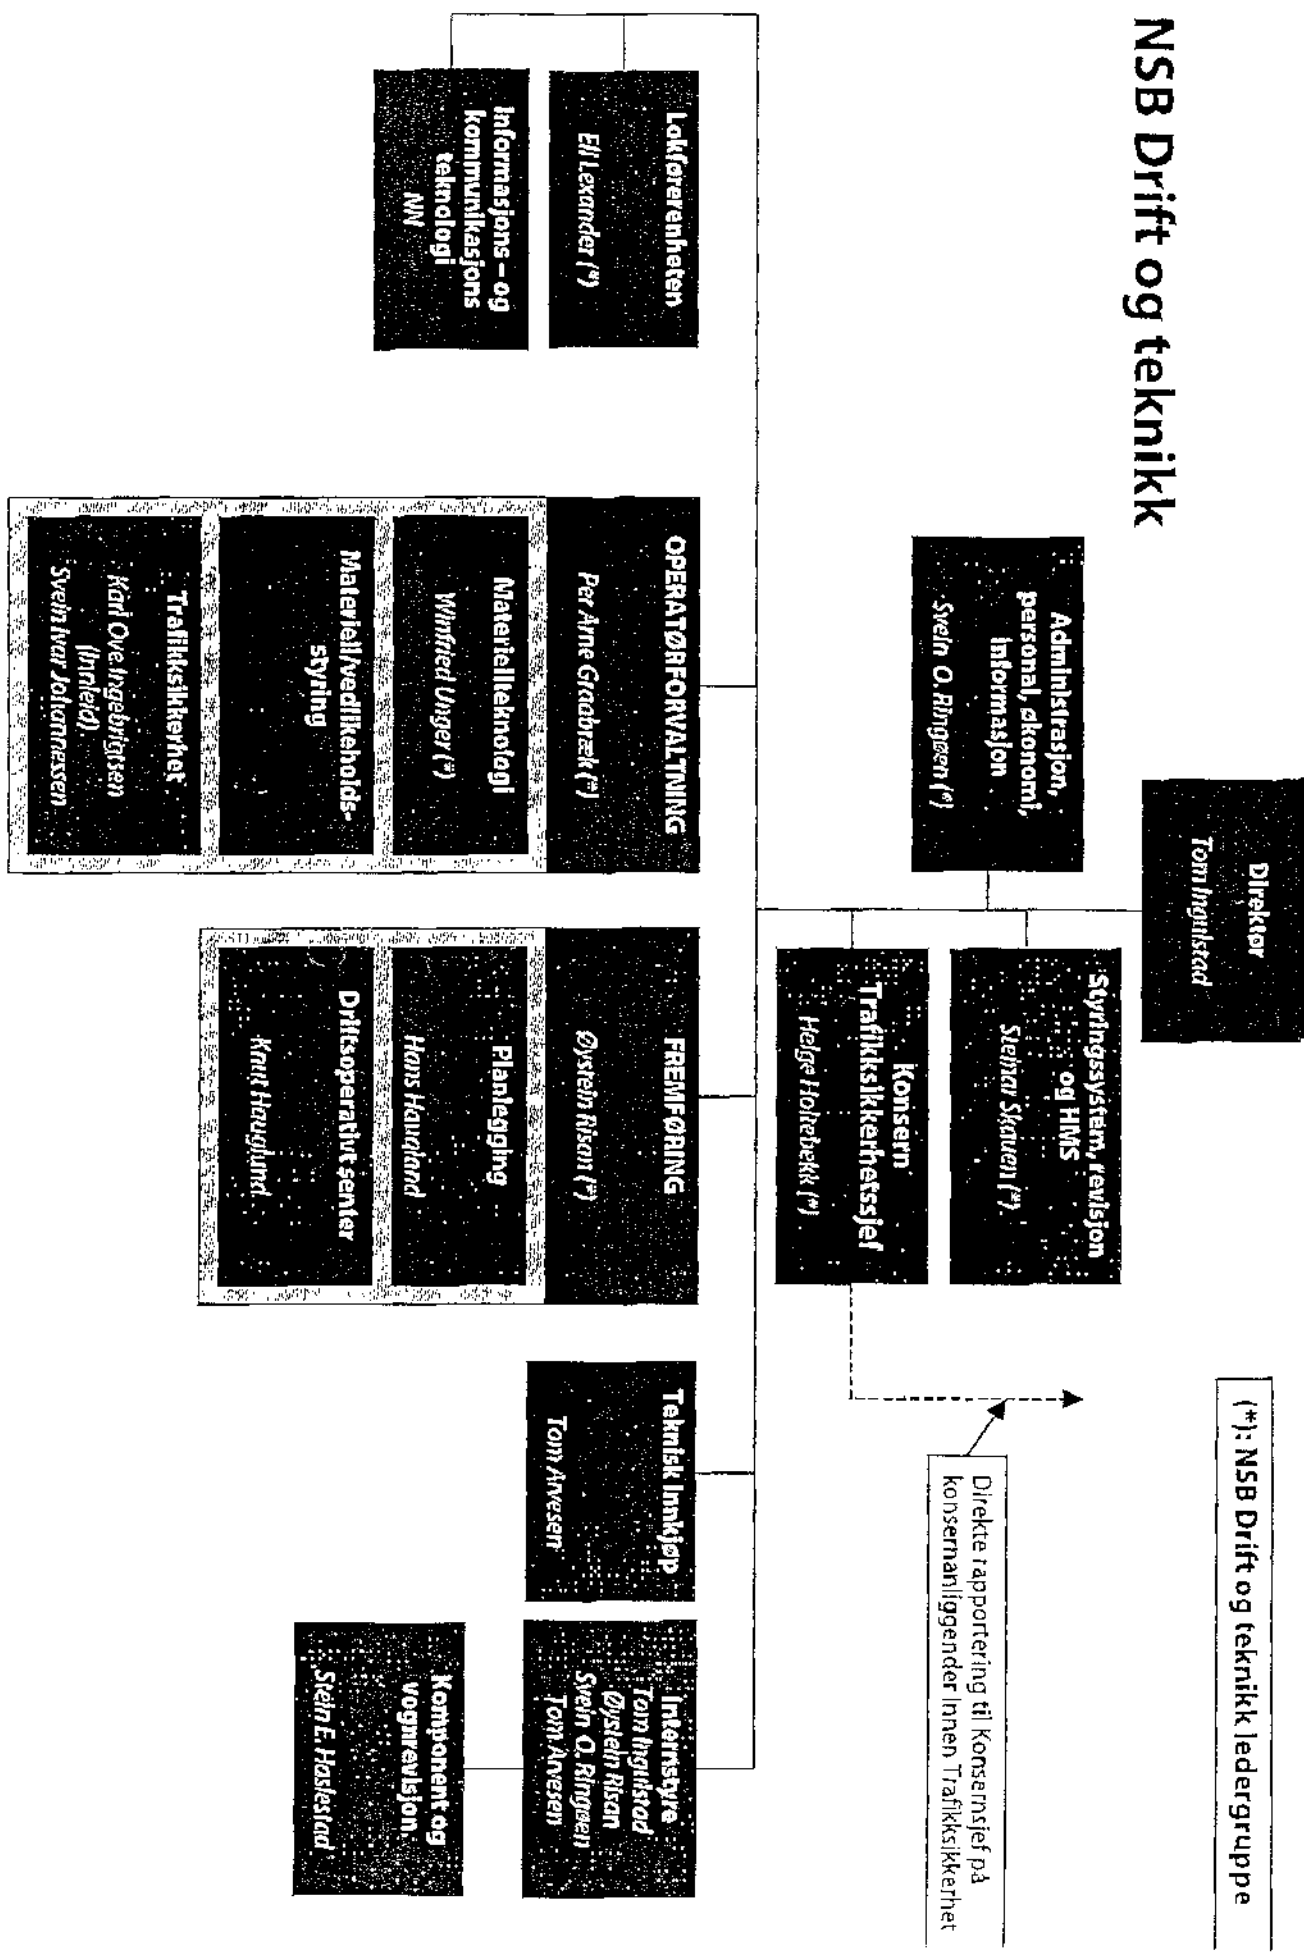 NSB Drift og teknikk
(*): NSB Drift og teknikk ledergruppe
Direktør
Tom Ingulstad
Administrasjon,
personal, økonomi,
informasjon
Svein O. Ringøen (*)
Styringssystem, revisjon
og HMS
Steinar Skauen (*)
Konsern
Trafikksikkerhetssjef
Helge Holtebekk (*)
Direkte rapportering til Konsernsjef på
konsernanliggender innen Trafikksikkerhet
Lokførerenheten
Eli Lexander (*)
Informasjons – og
kommunikasjons
teknologi
NN
OPERATØRFORVALTNING
Per Arne Graabræk (*)
Materiellteknologi
Winfried Unger (*)
Materiell/vedlikeholds-
styring
Trafikksikkerhet
Karl Ove Ingebrigtsen
(Innleid)
Svein Ivar Johannessen
FREMFØRING
Øystein Risan (*)
Planlegging
Hans Haugland
Driftsoperativt senter
Knut Hauglund
Teknisk Innkjøp
Tom Arvesen
Internstyre
Tom Ingulstad
Øystein Risan
Svein O. Ringøen
Tom Arvesen
Komponent og
vognrevisjon
Stein E. Haslestad